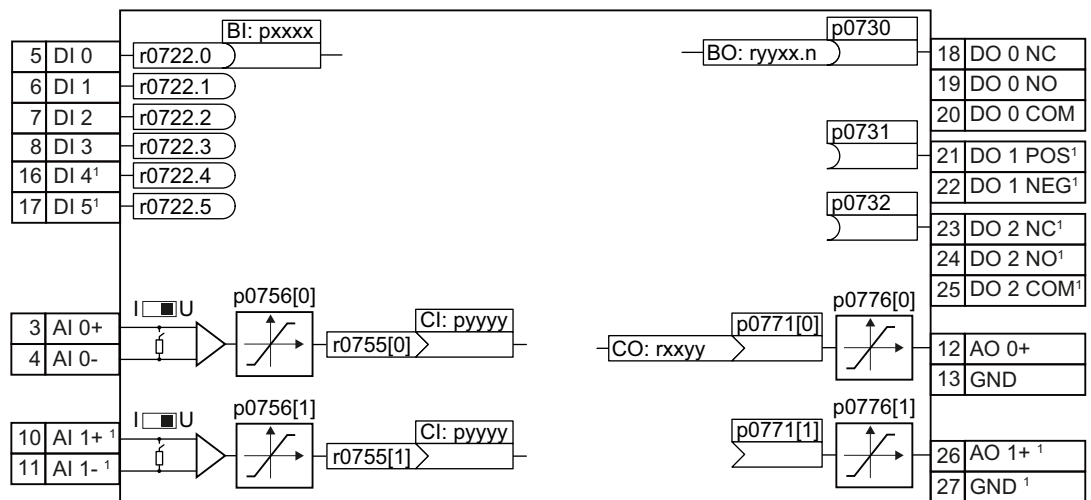 BI: pxxxx
5 DI 0 r0722.0
6 DI 1 r0722.1
7 DI 2 r0722.2
8 DI 3 r0722.3
16 DI 4¹ r0722.4
17 DI 5¹ r0722.5
p0730
BO: ryyxx.n
18 DO 0 NC
19 DO 0 NO
20 DO 0 COM
p0731
21 DO 1 POS¹
22 DO 1 NEG¹
p0732
23 DO 2 NC¹
24 DO 2 NO¹
25 DO 2 COM¹
I U p0756[0]
CI: pyyyy
3 AI 0+
r0755[0]
4 AI 0-
p0776[0]
p0771[0]
CO: rxxyy
12 AO 0+
13 GND
I U p0756[1]
CI: pyyyy
10 AI 1+ ¹
r0755[1]
11 AI 1- ¹
p0776[1]
p0771[1]
26 AO 1+ ¹
27 GND ¹